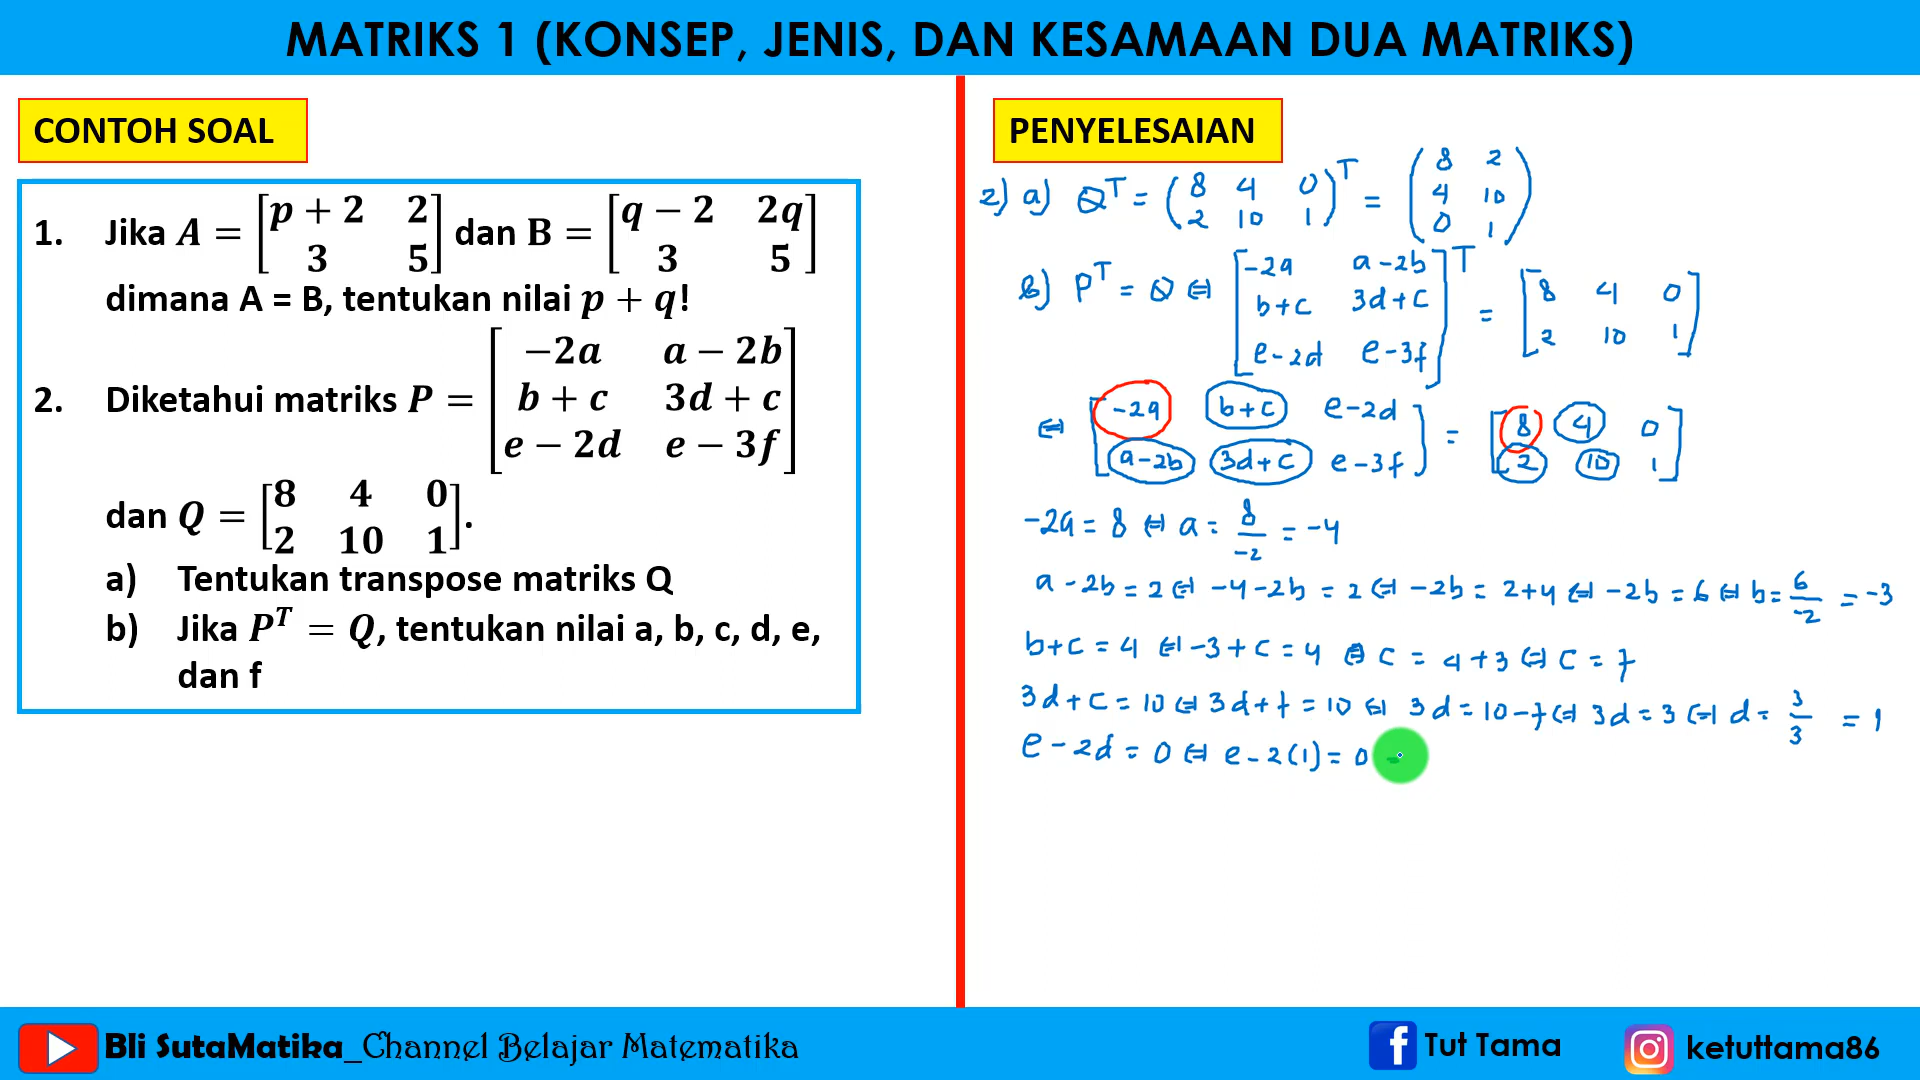 MATRIKS 1 (KONSEP, JENIS, DAN KESAMAAN DUA MATRIKS)
CONTOH SOAL
1. Jika A = [p + 2 2; 3 5] dan B = [q − 2 2q; 3 5]
dimana A = B, tentukan nilai p + q!
2. Diketahui matriks P = [−2a a − 2b; b + c 3d + c; e − 2d e − 3f]
dan Q = [8 4 0; 2 10 1].
a) Tentukan transpose matriks Q
b) Jika P^T = Q, tentukan nilai a, b, c, d, e,
dan f
PENYELESAIAN
2) a) Q^T = (8 4 0; 2 10 1)^T = (8 2; 4 10; 0 1)
b) P^T = Q ⇔ [-2a a-2b; b+c 3d+c; e-2d e-3f]^T = [8 4 0; 2 10 1]
⇔ [-2a b+c e-2d; a-2b 3d+c e-3f] = [8 4 0; 2 10 1]
-2a = 8 ⇔ a = 8/-2 = -4
a - 2b = 2 ⇔ -4 - 2b = 2 ⇔ -2b = 2+4 ⇔ -2b = 6 ⇔ b = 6/-2 = -3
b+c = 4 ⇔ -3 + c = 4 ⇔ c = 4 + 3 ⇔ c = 7
3d + c = 10 ⇔ 3d + 7 = 10 ⇔ 3d = 10 - 7 ⇔ 3d = 3 ⇔ d = 3/3 = 1
e - 2d = 0 ⇔ e - 2(1) = 0
Bli SutaMatika_Channel Belajar Matematika
f Tut Tama
ketuttama86